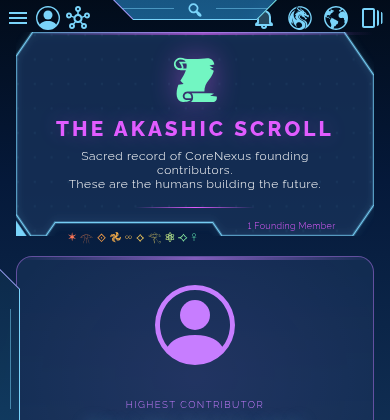 THE AKASHIC SCROLL
Sacred record of CoreNexus founding
contributors.
These are the humans building the future.
1 Founding Member
HIGHEST CONTRIBUTOR